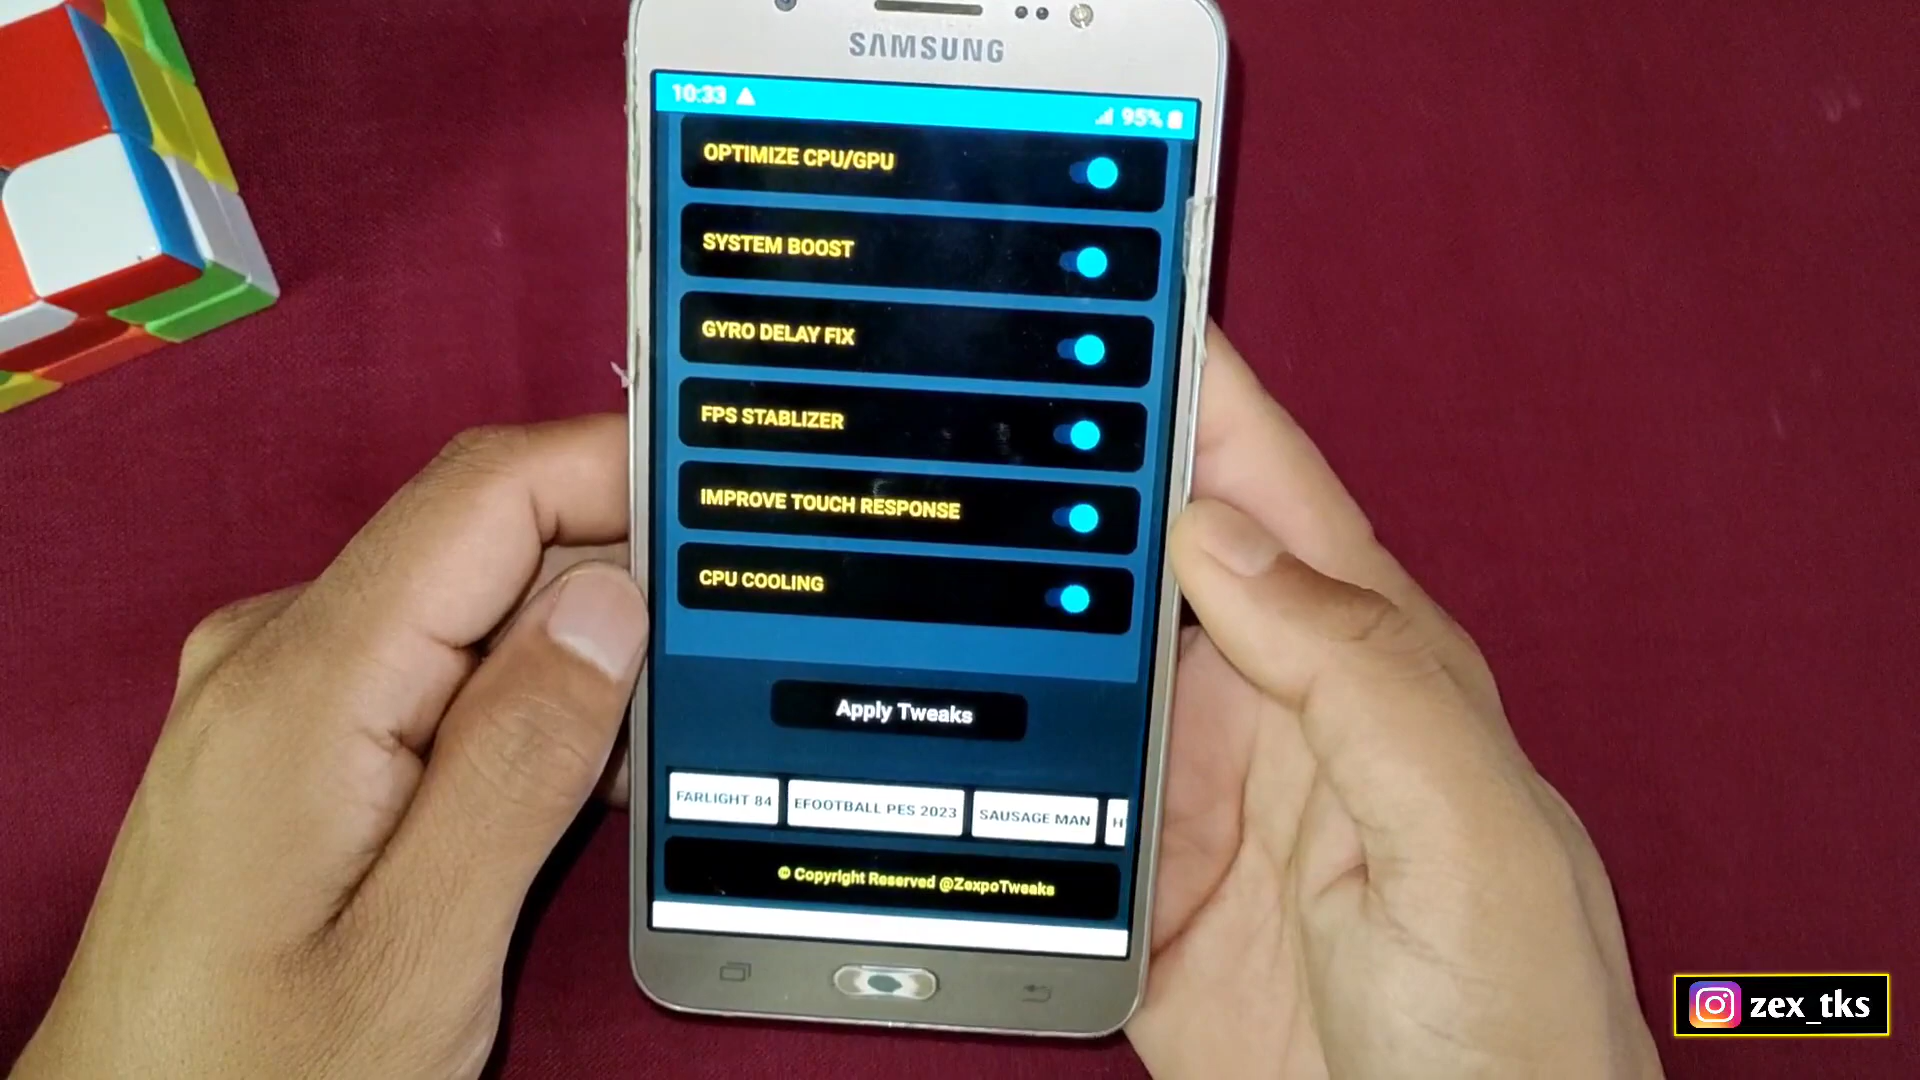 SAMSUNG
10:33
95%
OPTIMIZE CPU/GPU
SYSTEM BOOST
GYRO DELAY FIX
FPS STABLIZER
IMPROVE TOUCH RESPONSE
CPU COOLING
Apply Tweaks
FARLIGHT 84 EFOOTBALL PES 2023 SAUSAGE MAN H
© Copyright Reserved @ZexpoTweaks
zex_tks